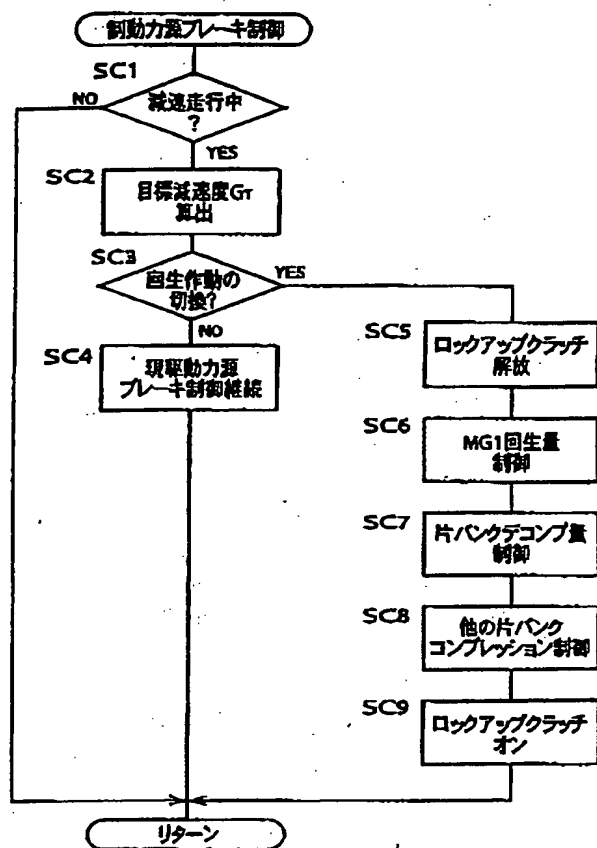 制動力源ブレーキ制御
SC1
減速走行中
?
NO
YES
SC2
目標減速度GT
算出
SC3
回生作動の
切換?
YES
NO
SC4
現駆動力源
ブレーキ制御継続
SC5
ロックアップクラッチ
解放
SC6
MG1回生量
制御
SC7
片バンクデコンプ量
制御
SC8
他の片バンク
コンプレッション制御
SC9
ロックアップクラッチ
オン
リターン